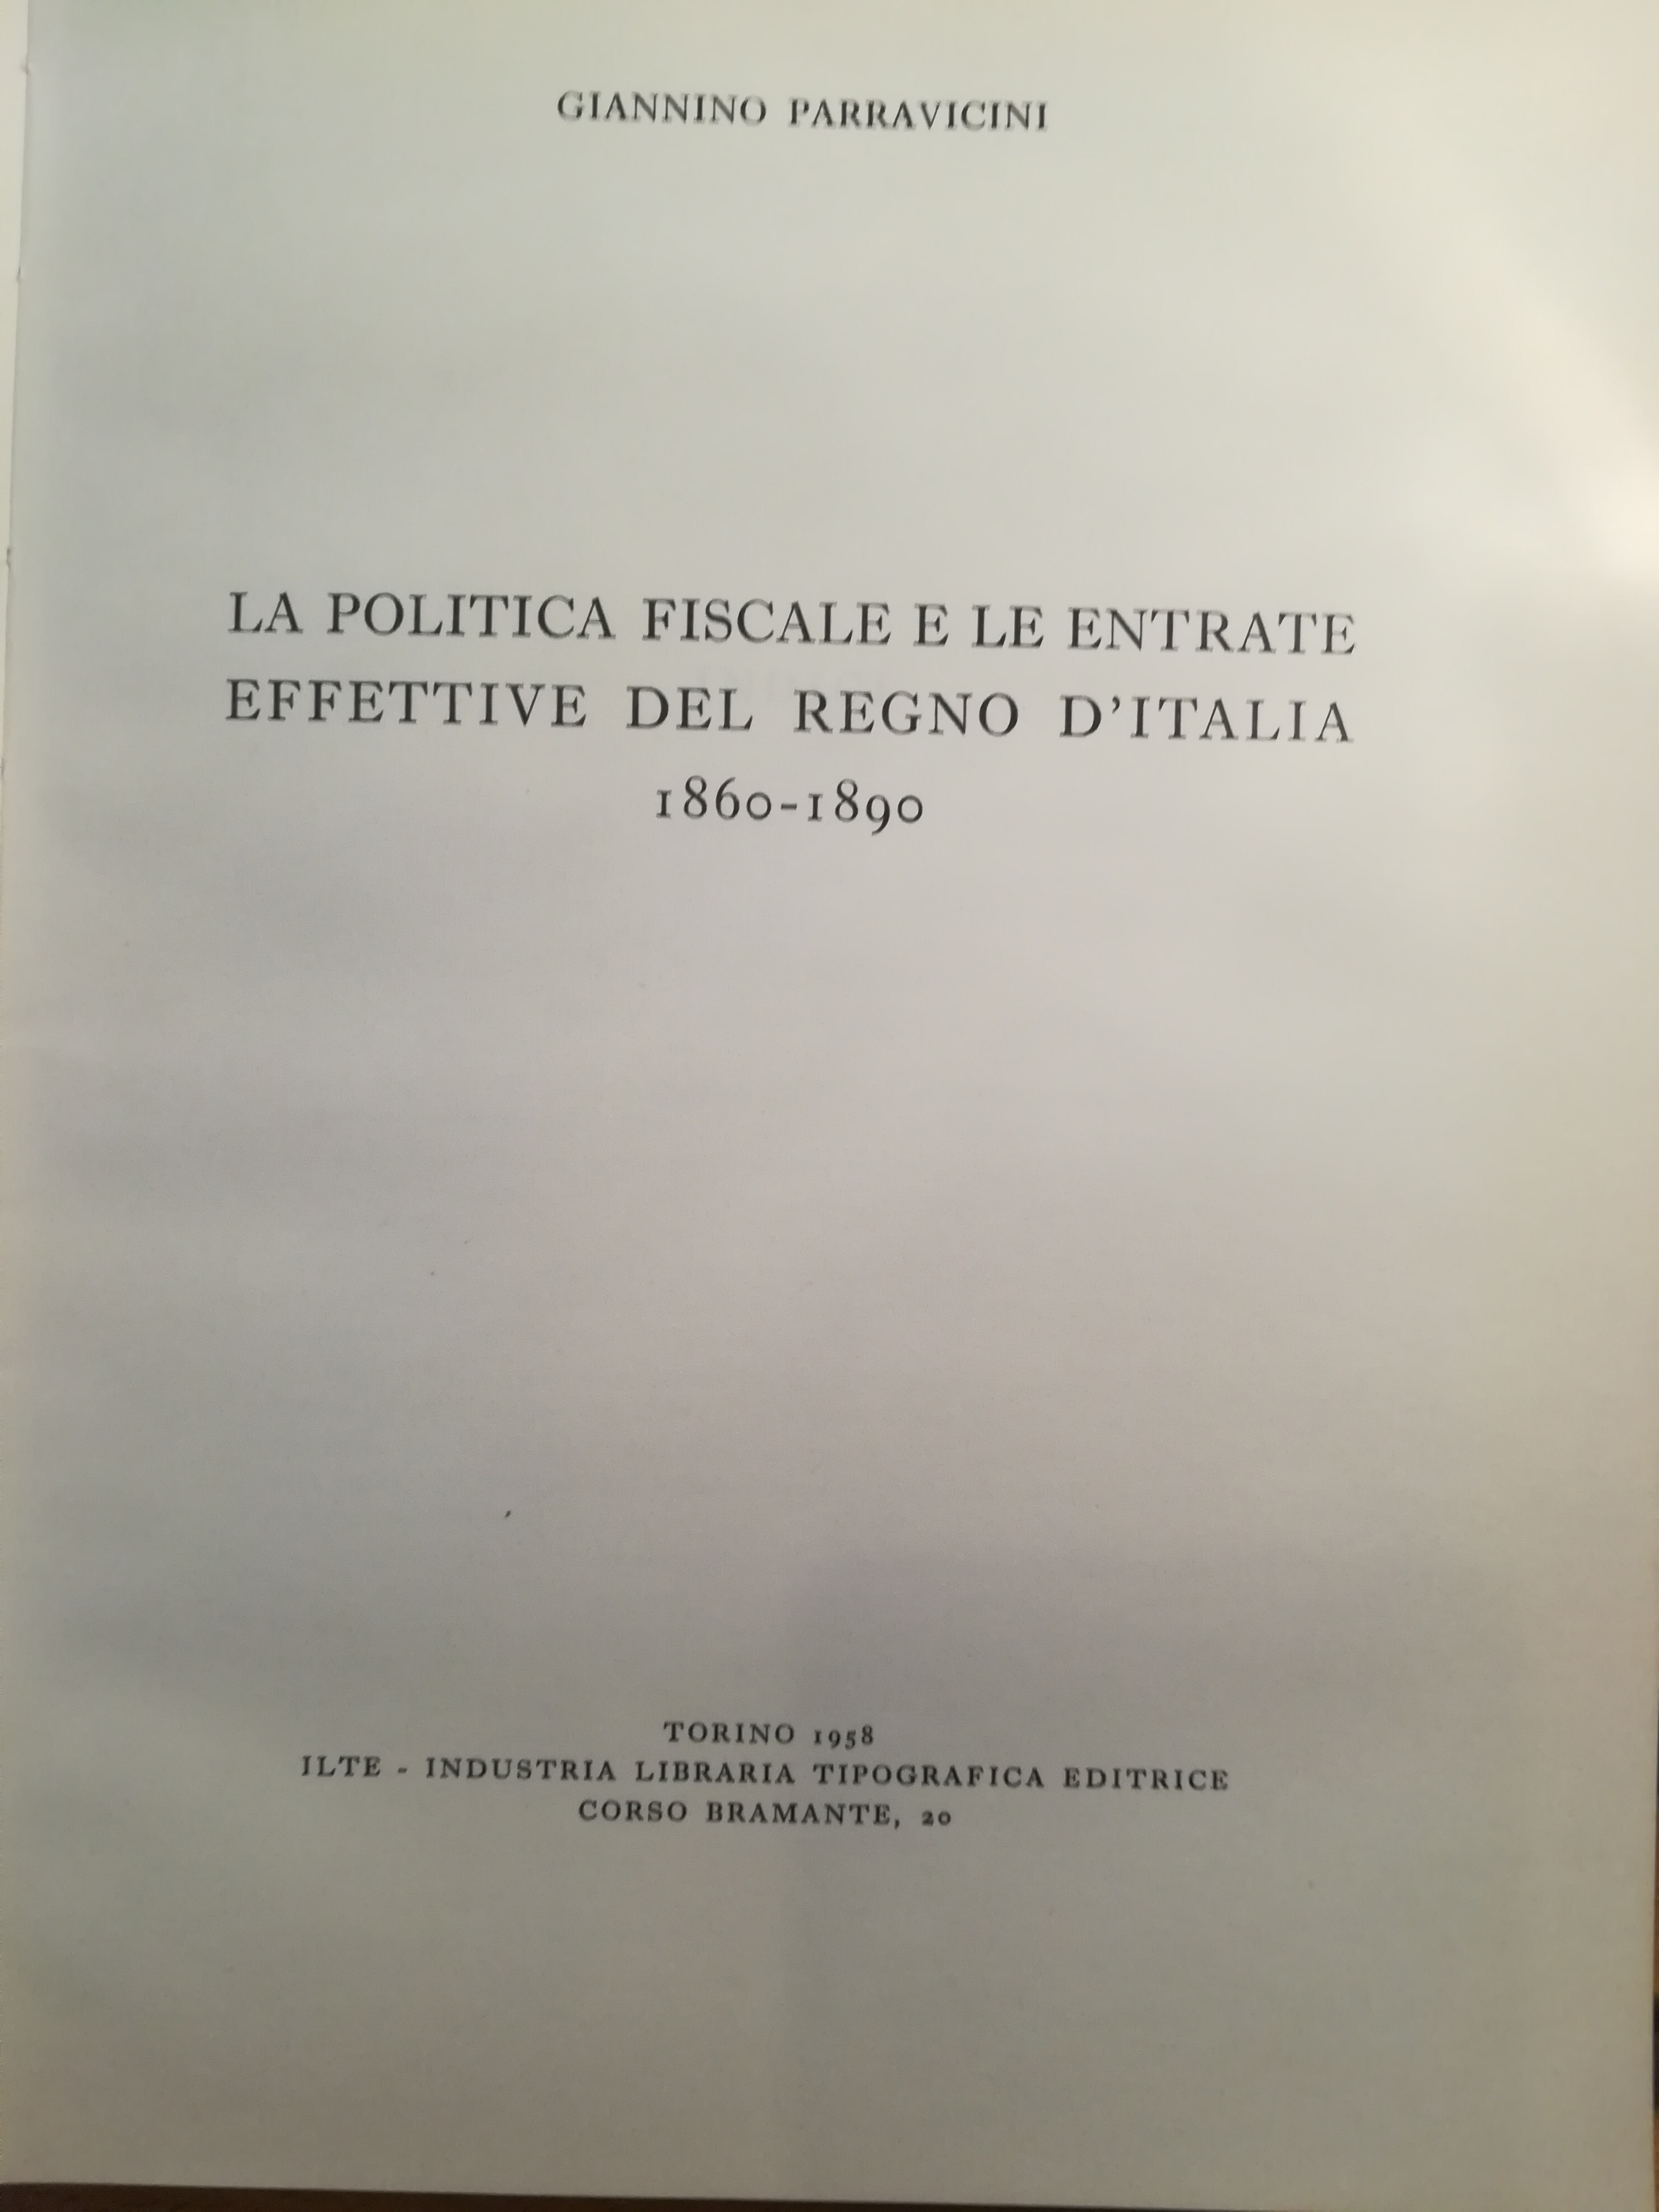 GIANNINO PARRAVICINI
LA POLITICA FISCALE E LE ENTRATE
EFFETTIVE DEL REGNO D'ITALIA
1860-1890
TORINO 1958
ILTE - INDUSTRIA LIBRARIA TIPOGRAFICA EDITRICE
CORSO BRAMANTE, 20